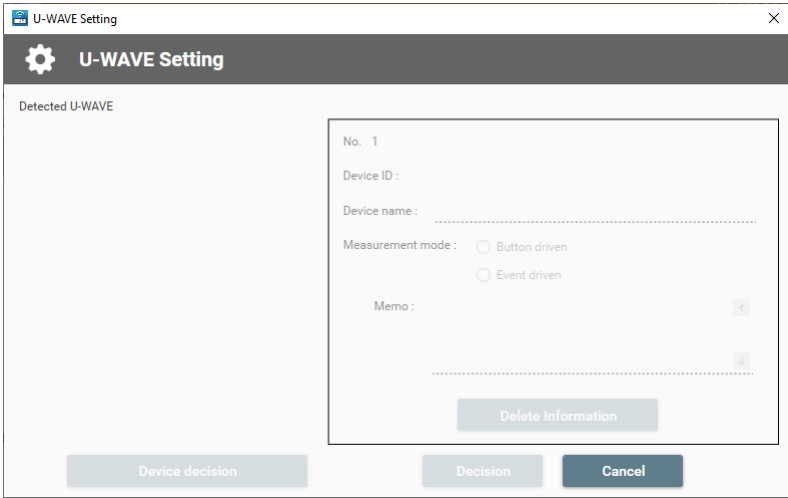 U-WAVE Setting
U-WAVE Setting
Detected U-WAVE
No. 1
Device ID :
Device name :
Measurement mode :
Button driven
Event driven
Memo :
Delete Information
Device decision
Decision
Cancel